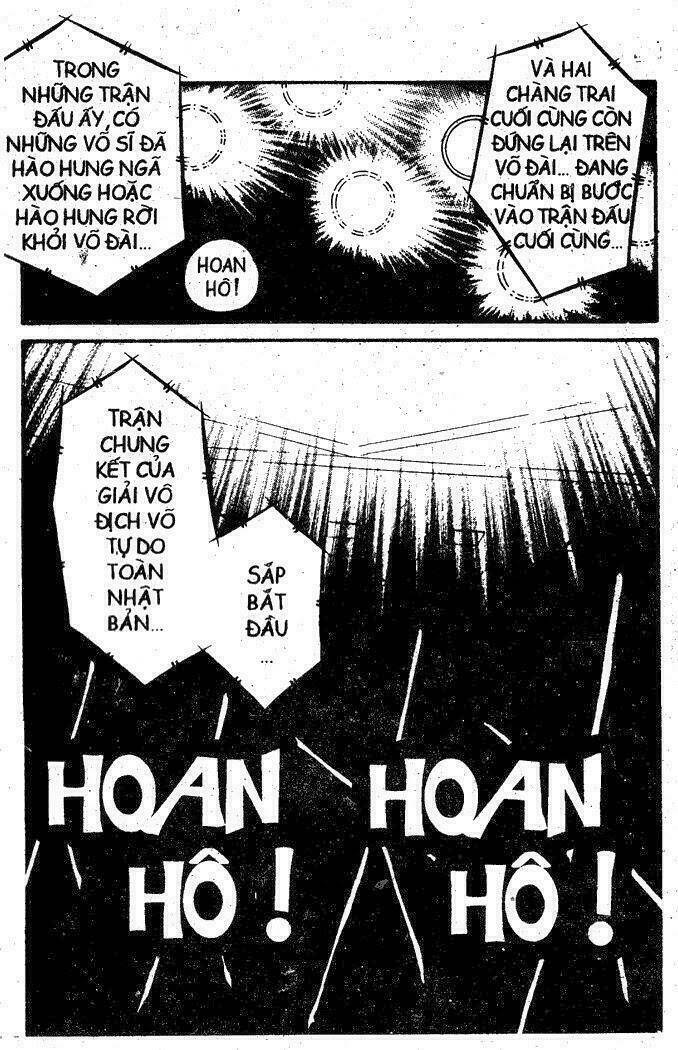 TRONG
NHỮNG TRẬN
ĐẤU ẤY, CÓ
NHỮNG VÕ SĨ ĐÃ
HÀO HUNG NGÃ
XUỐNG HOẶC
HÀO HUNG RỜI
KHỎI VÕ ĐÀI...
VÀ HAI
CHÀNG TRAI
CUỐI CÙNG CÒN
ĐỨNG LẠI TRÊN
VÕ ĐÀI... ĐANG
CHUẨN BỊ BƯỚC
VÀO TRẬN ĐẤU
CUỐI CÙNG...
HOAN
HÔ!
TRẬN
CHUNG
KẾT CỦA
GIẢI VÔ
ĐỊCH VÕ
TỰ DO
TOÀN
NHẬT
BẢN...
SẮP
BẮT
ĐẦU
...
HOAN
HÔ!
HOAN
HÔ!